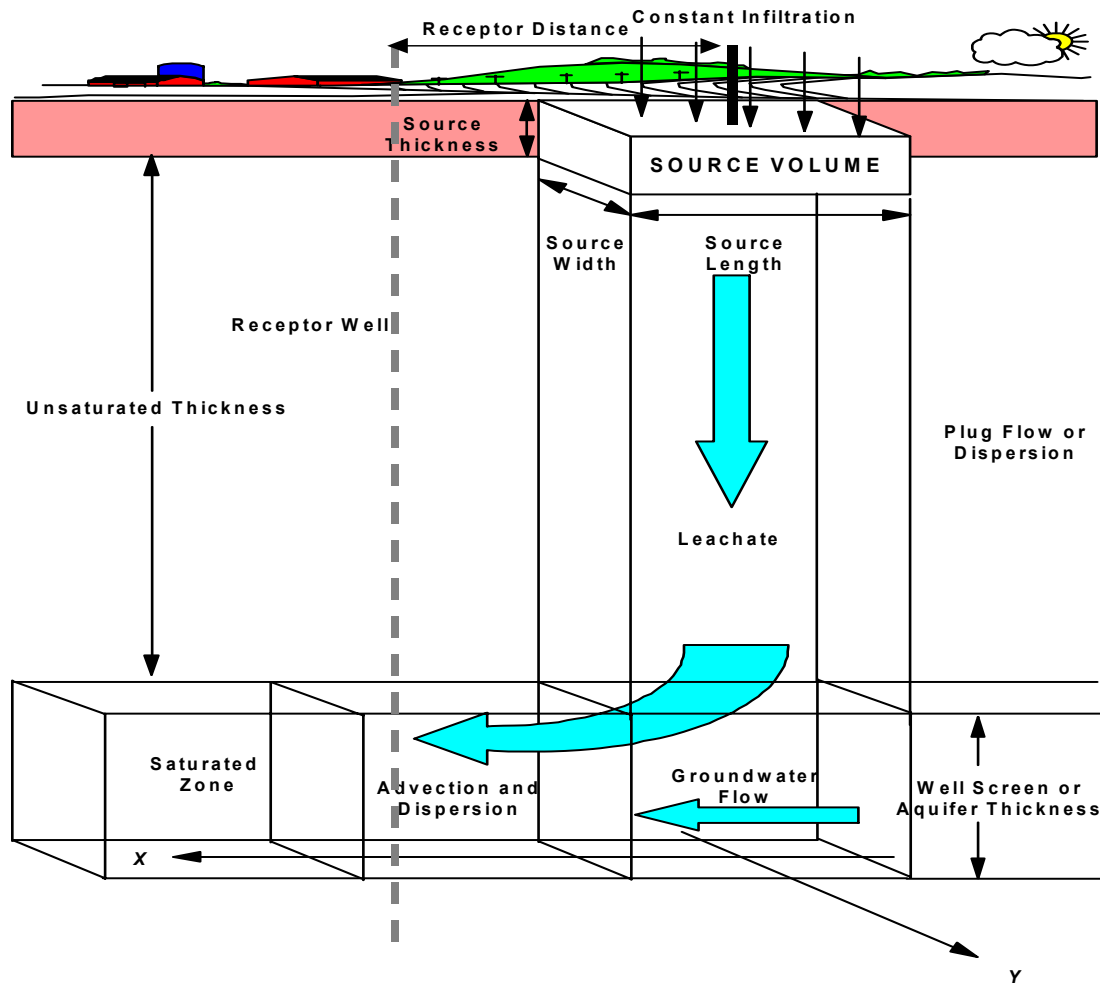 Receptor Distance
Constant Infiltration
Source
Thickness
SOURCE VOLUME
Source
Width
Source
Length
Receptor Well
Unsaturated Thickness
Plug Flow or
Dispersion
Leachate
Saturated
Zone
Advection and
Dispersion
Groundwater
Flow
Well Screen or
Aquifer Thickness
X
Y